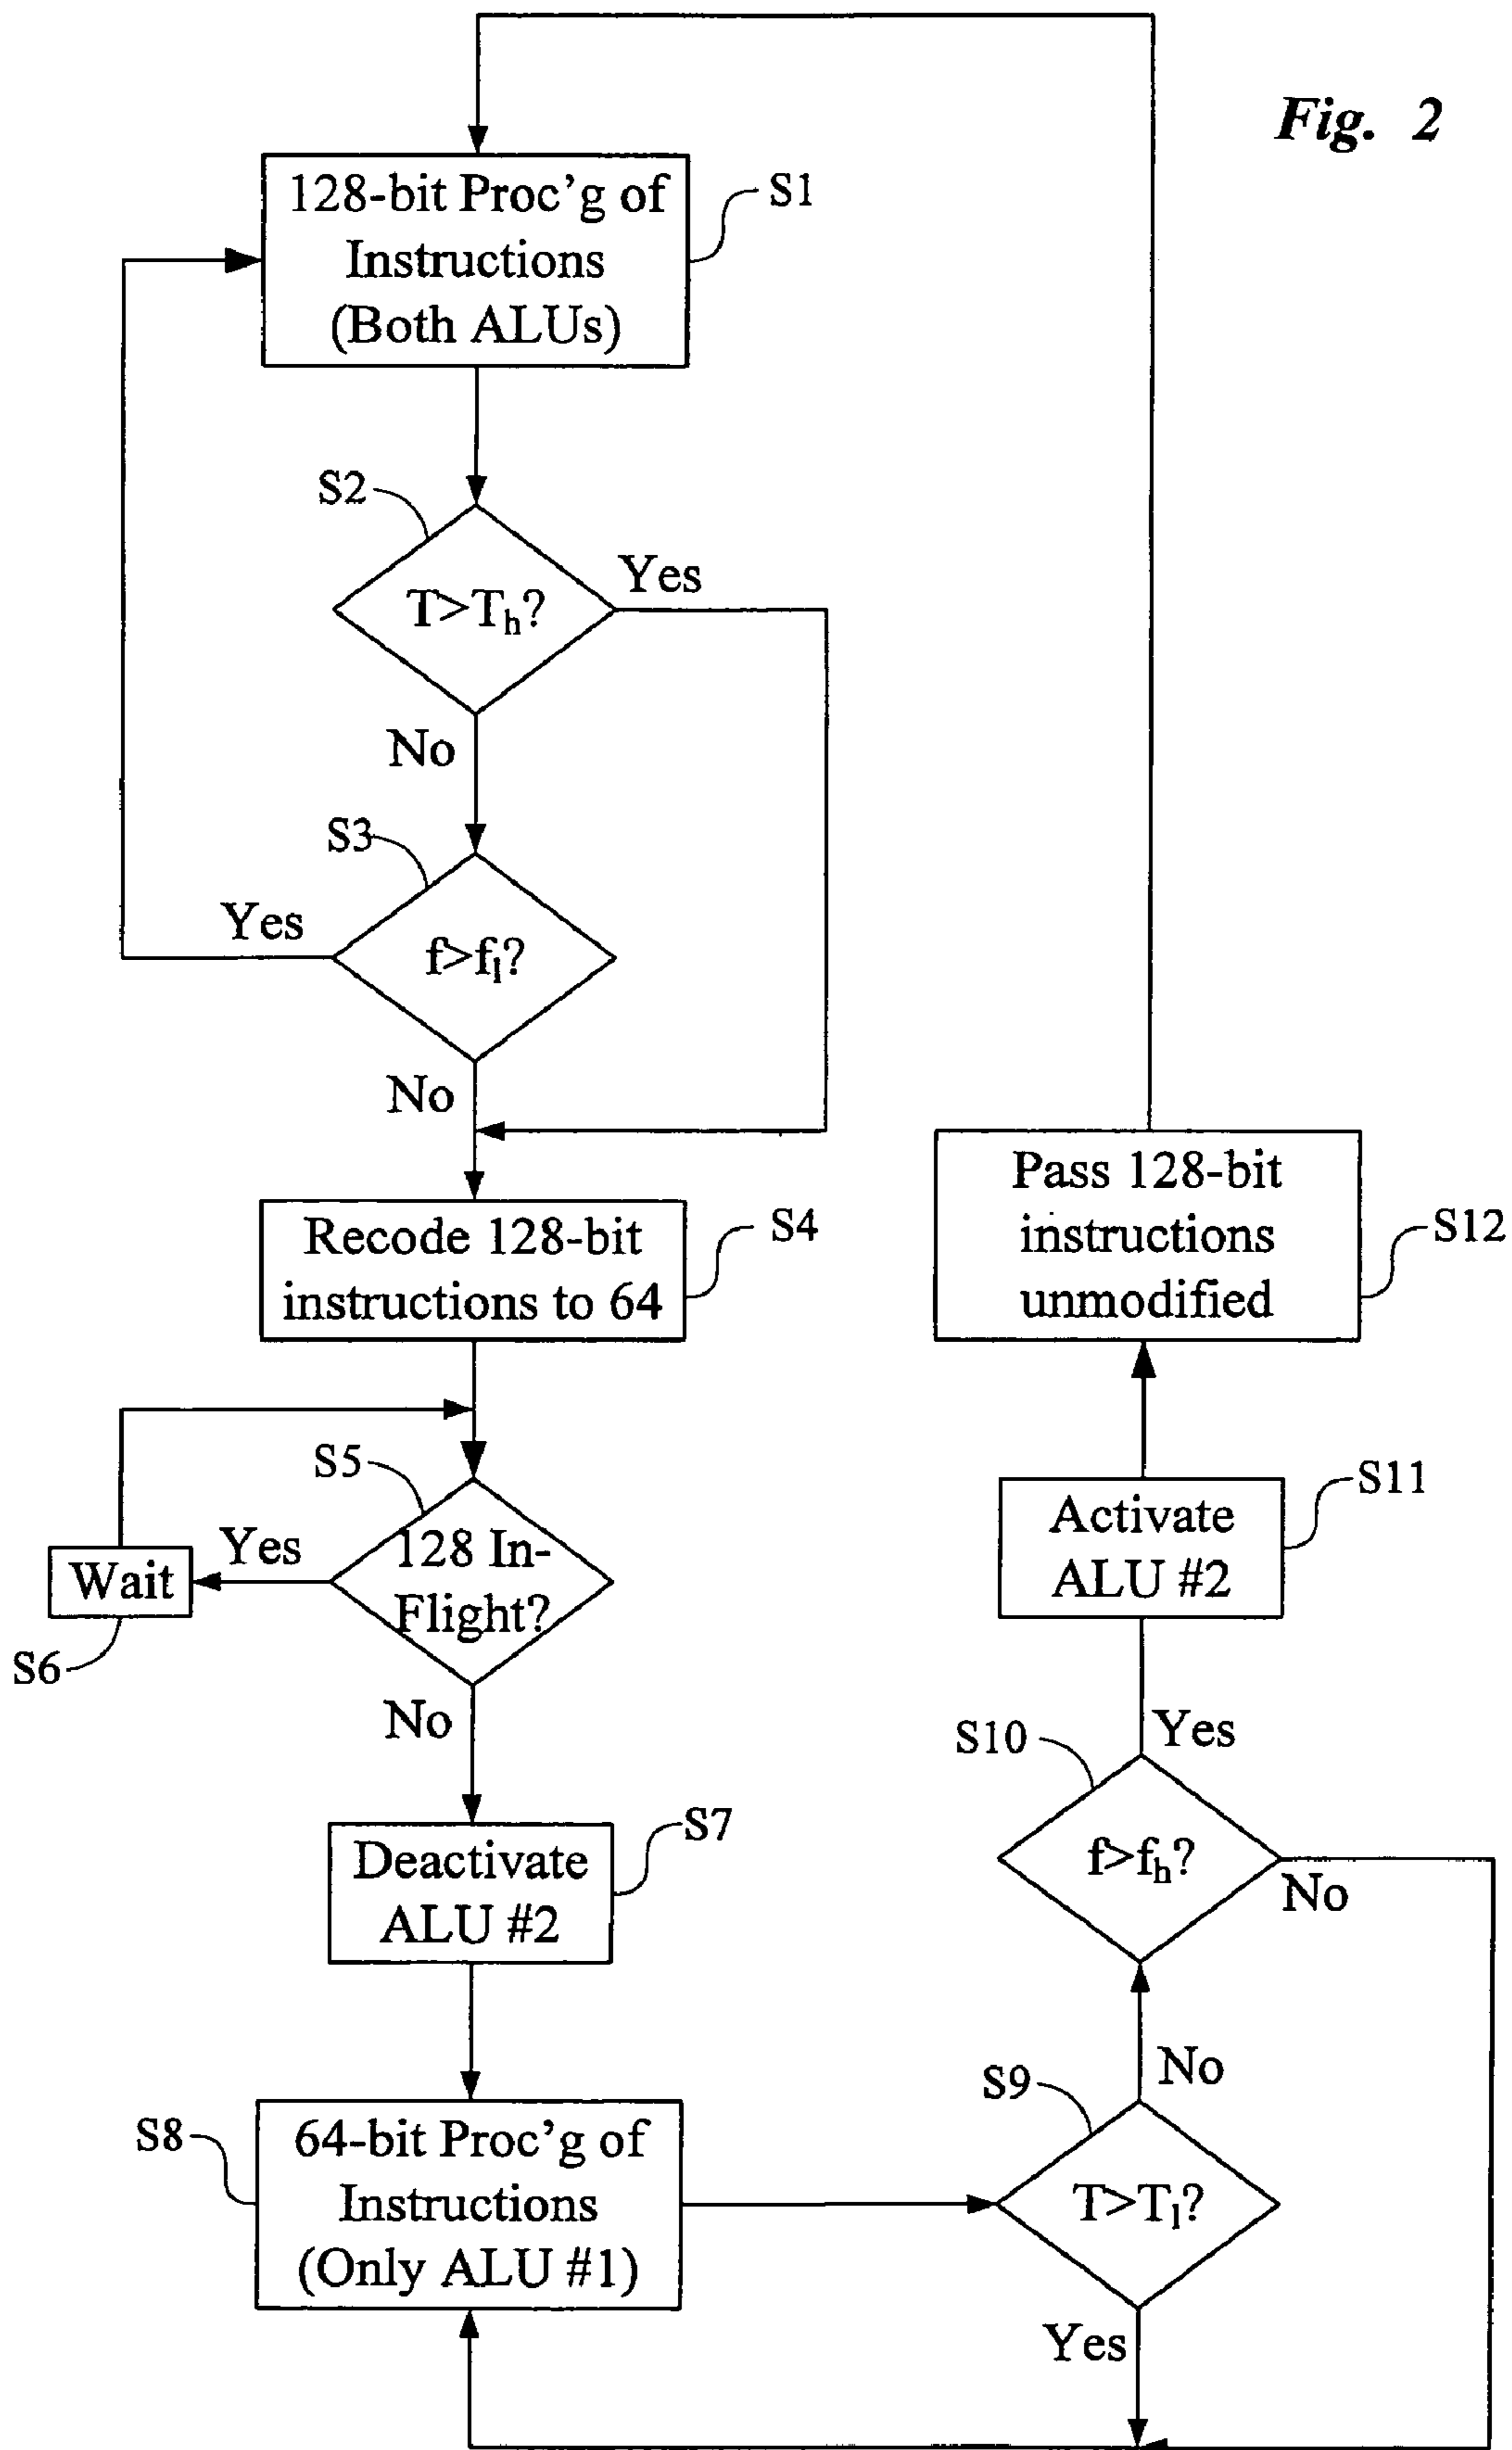 Fig. 2
128-bit Proc'g of
Instructions
(Both ALUs)
S1
S2
T>Th?
Yes
No
S3
f>fl?
Yes
No
Recode 128-bit
instructions to 64
S4
S5
128 In-
Flight?
Yes
Wait
S6
No
Deactivate
ALU #2
S7
S8
64-bit Proc'g of
Instructions
(Only ALU #1)
S9
T>Tl?
Yes
No
S10
f>fh?
No
Yes
Activate
ALU #2
S11
Pass 128-bit
instructions
unmodified
S12